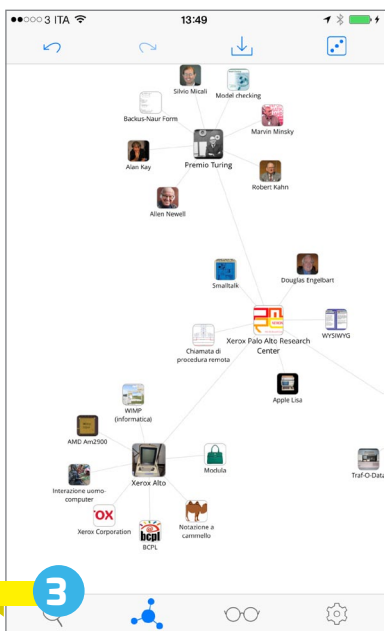 3 ITA
13:49
Silvio Micali
Model checking
Backus-Naur Form
Marvin Minsky
Premio Turing
Alan Kay
Robert Kahn
Allen Newell
Smalltalk
Douglas Engelbart
WYSIWYG
Xerox Palo Alto Research
Center
Chiamata di
procedura remota
Apple Lisa
WIMP
(informatica)
AMD Am2900
Traf-O-Data
Xerox Alto
Modula
Interazione uomo-
computer
OX
Xerox Corporation
bcpl
BCPL
Notazione a
cammello
3